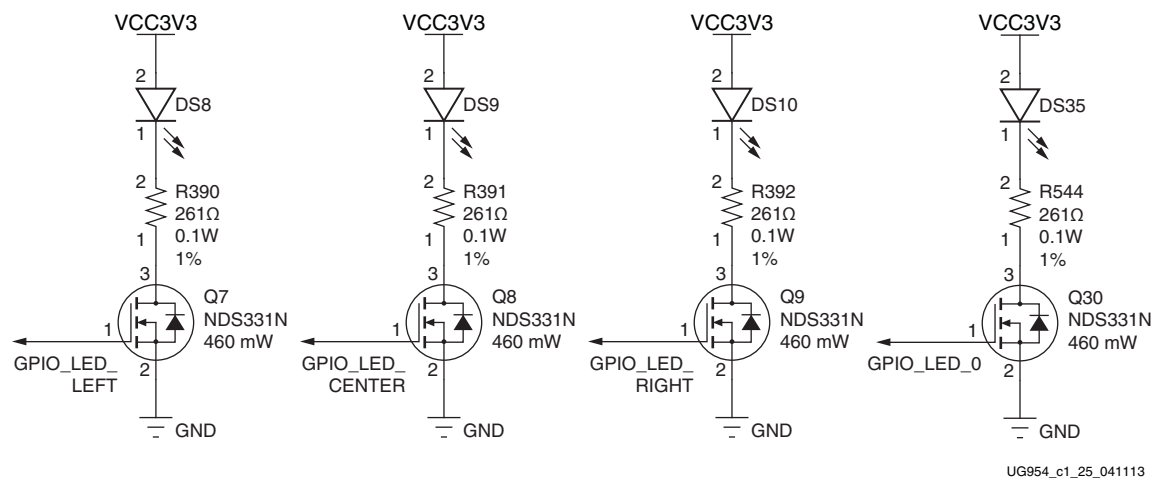 VCC3V3
2
DS8
1
2
R390
261Ω
0.1W
1
1%
3
Q7
NDS331N
460 mW
1
GPIO_LED_
LEFT
2
GND
VCC3V3
2
DS9
1
2
R391
261Ω
0.1W
1
1%
3
Q8
NDS331N
460 mW
1
GPIO_LED_
CENTER
2
GND
VCC3V3
2
DS10
1
2
R392
261Ω
0.1W
1
1%
3
Q9
NDS331N
460 mW
1
GPIO_LED_
RIGHT
2
GND
VCC3V3
2
DS35
1
2
R544
261Ω
0.1W
1
1%
3
Q30
NDS331N
460 mW
1
GPIO_LED_0
2
GND
UG954_c1_25_041113